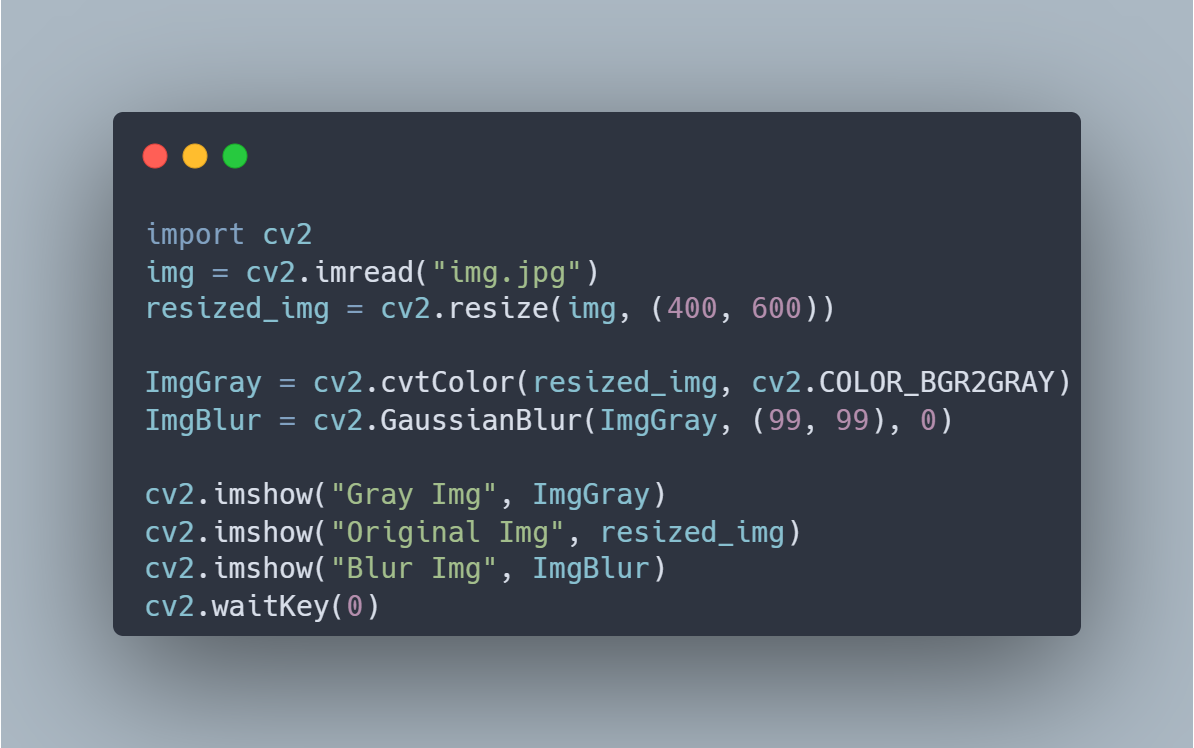 import cv2
img = cv2.imread("img.jpg")
resized_img = cv2.resize(img, (400, 600))
ImgGray = cv2.cvtColor(resized_img, cv2.COLOR_BGR2GRAY)
ImgBlur = cv2.GaussianBlur(ImgGray, (99, 99), 0)
cv2.imshow("Gray Img", ImgGray)
cv2.imshow("Original Img", resized_img)
cv2.imshow("Blur Img", ImgBlur)
cv2.waitKey(0)